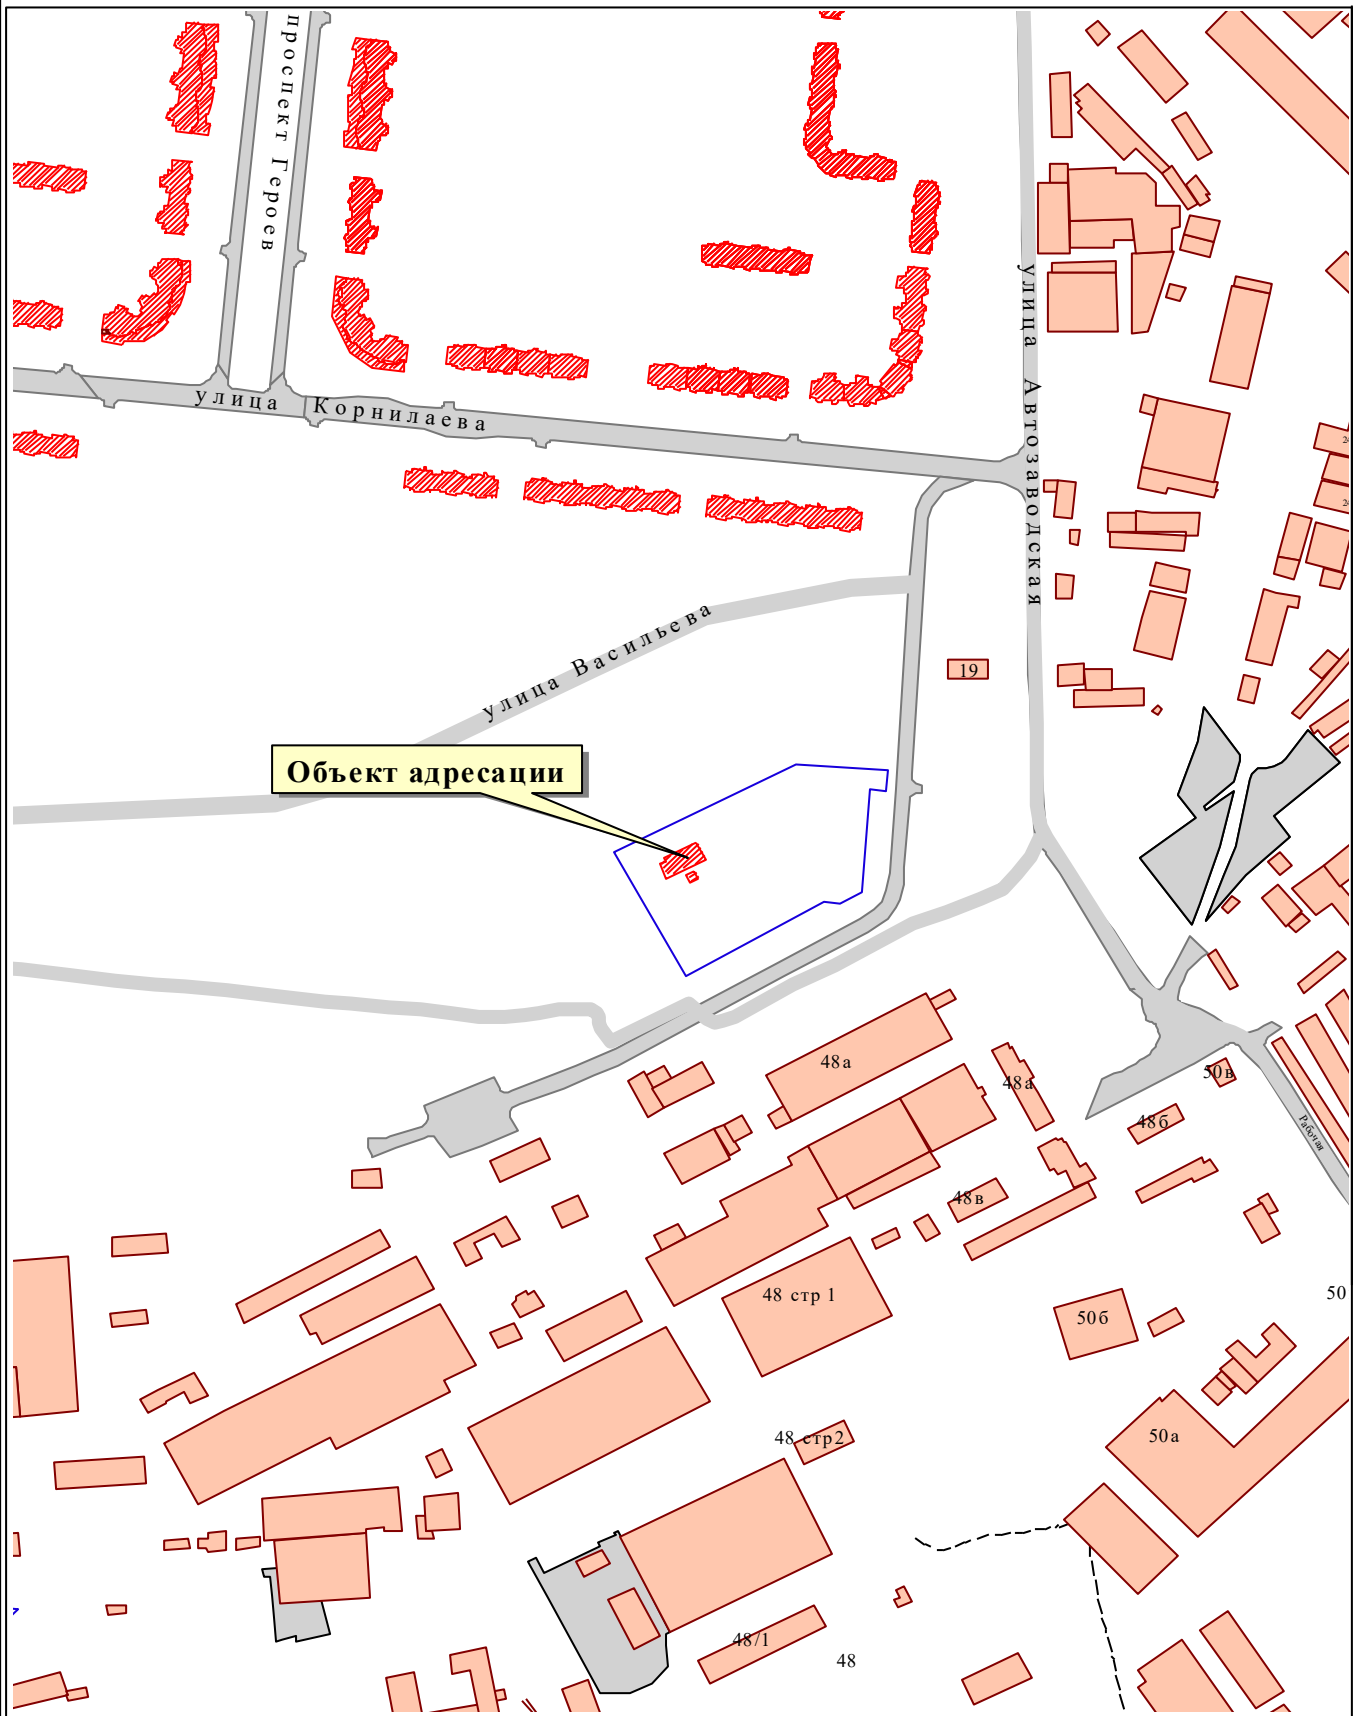 проспект Героев
улица Автозаводская
улица Корнилаева
улица Васильева
19
Объект адресации
48а
48а
50в
48б
Рабочая
48в
48 стр 1
50б
50
48 стр2
50а
48/1
48